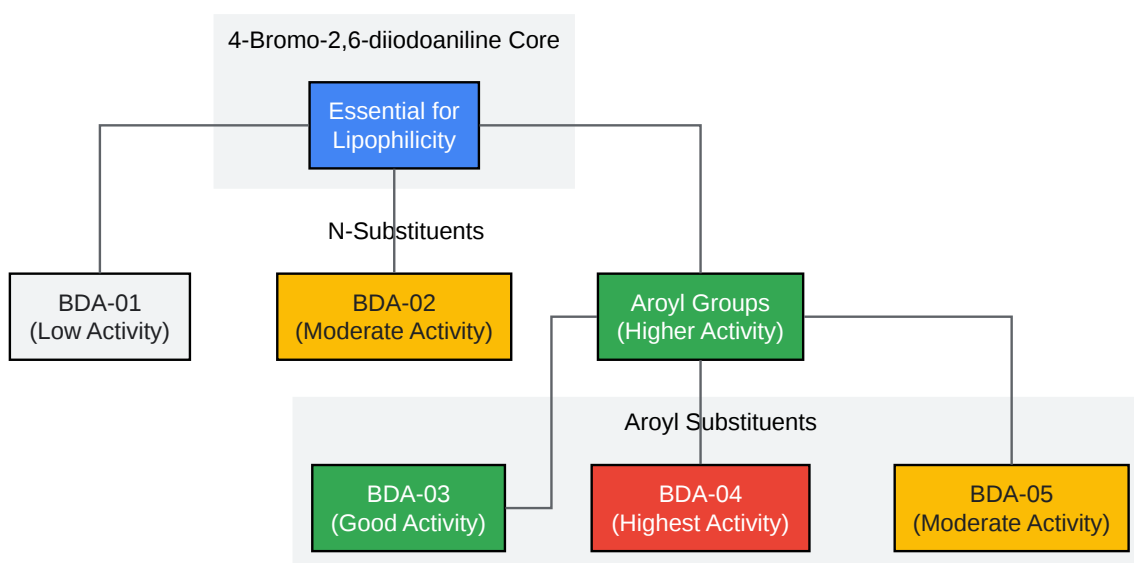 4-Bromo-2,6-diiodoaniline Core
Essential for
Lipophilicity
N-Substituents
BDA-01
(Low Activity)
BDA-02
(Moderate Activity)
Aroyl Groups
(Higher Activity)
Aroyl Substituents
BDA-03
(Good Activity)
BDA-04
(Highest Activity)
BDA-05
(Moderate Activity)